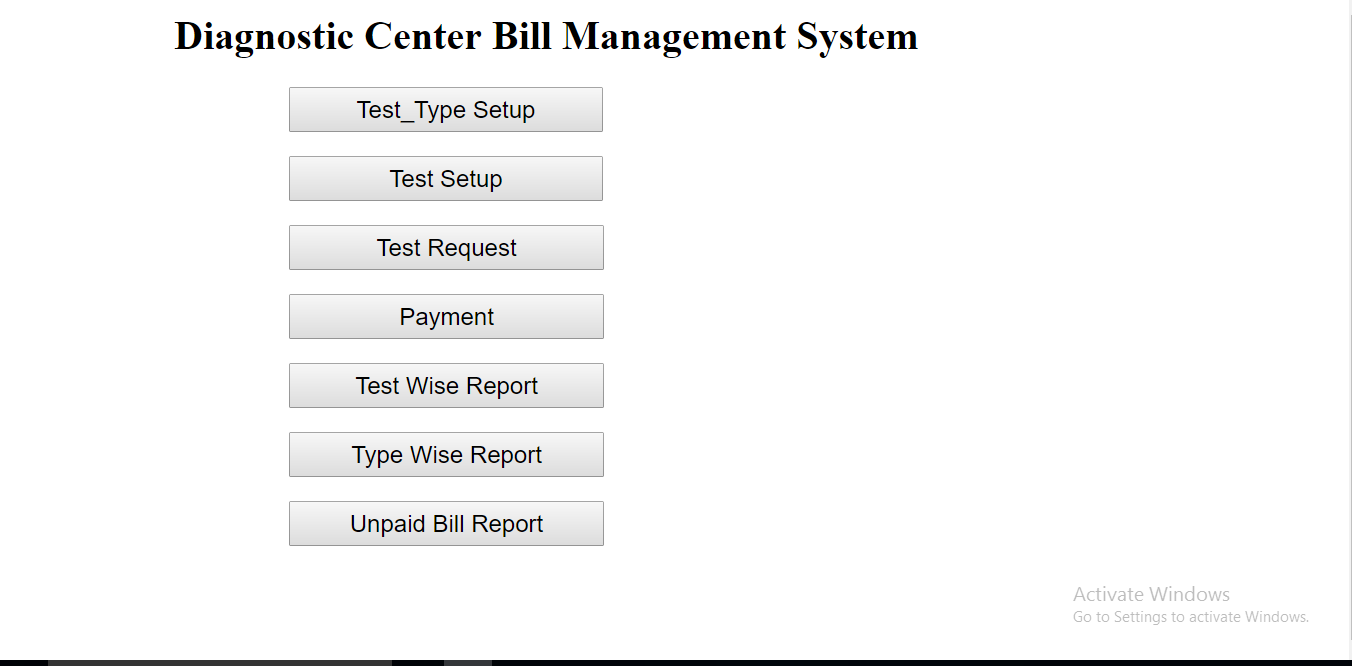 Diagnostic Center Bill Management System
Test_Type Setup
Test Setup
Test Request
Payment
Test Wise Report
Type Wise Report
Unpaid Bill Report
Activate Windows
Go to Settings to activate Windows.